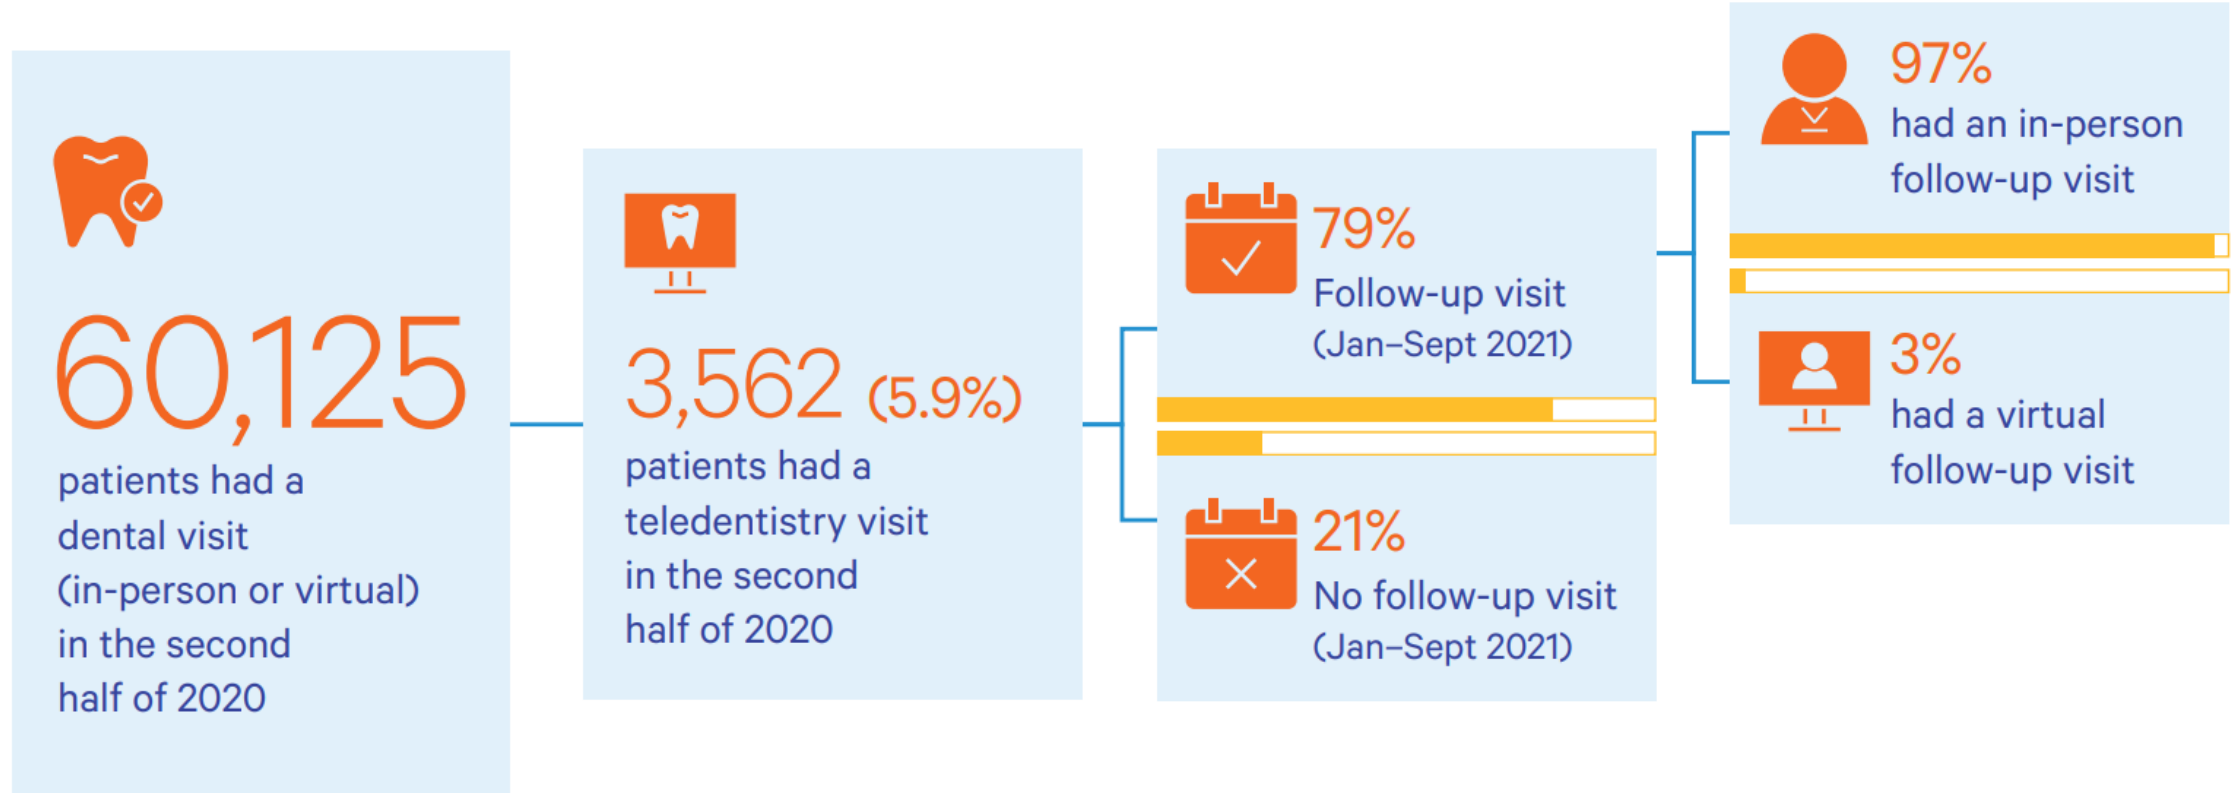 60,125
patients had a
dental visit
(in-person or virtual)
in the second
half of 2020
3,562 (5.9%)
patients had a
teledentistry visit
in the second
half of 2020
79%
Follow-up visit
(Jan–Sept 2021)
21%
No follow-up visit
(Jan–Sept 2021)
97%
had an in-person
follow-up visit
3%
had a virtual
follow-up visit